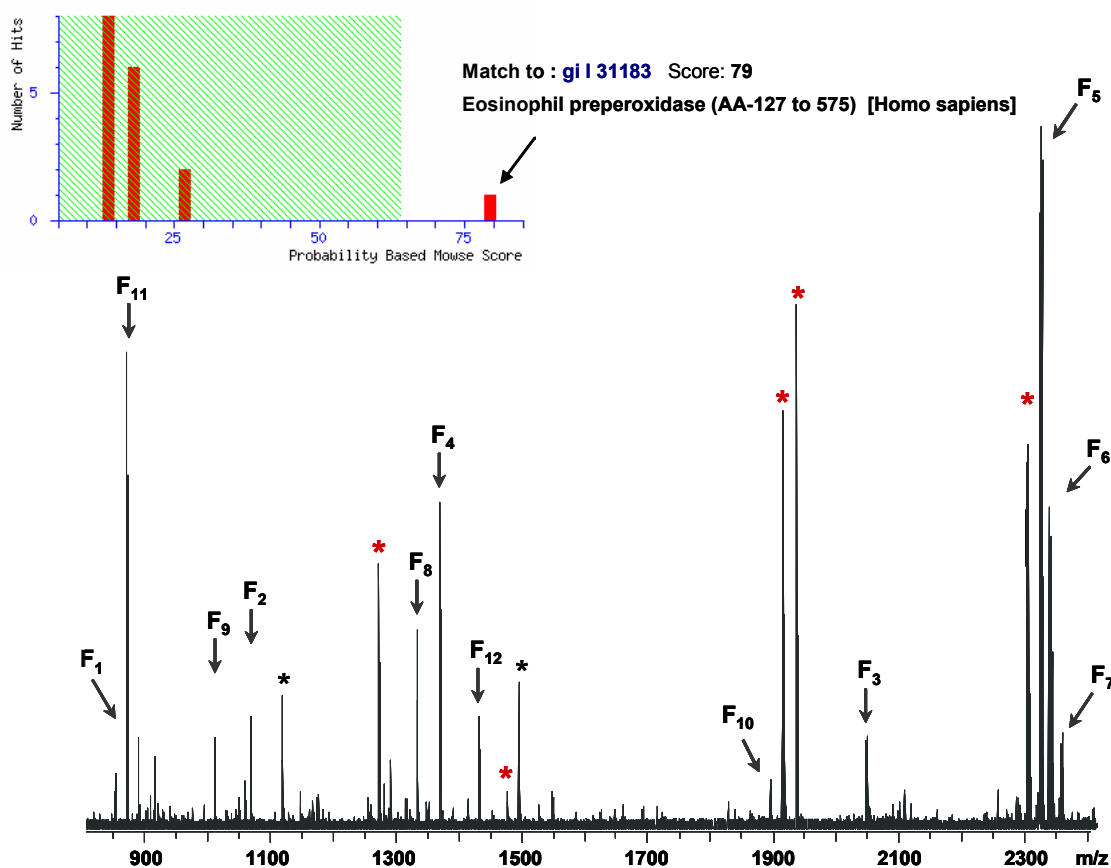 Number of Hits
5
0
25
50
75
Probability Based Mowse Score
Match to : gi l 31183 Score: 79
Eosinophil preperoxidase (AA-127 to 575) [Homo sapiens]
F5
F11
*
*
*
F4
F6
*
F8
F2
F9
F12
*
F1
*
F3
F7
F10
*
900
1100
1300
1500
1700
1900
2100
2300
m/z